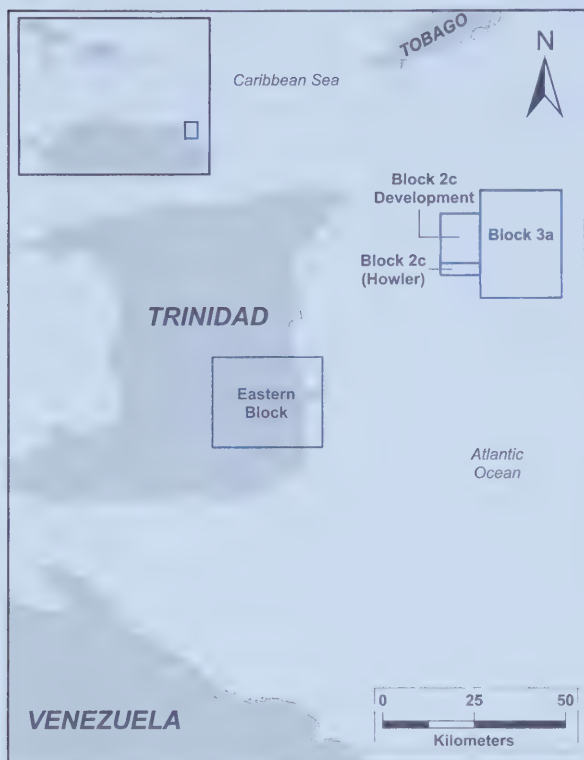 TOBAGO
N
Caribbean Sea
Block 2c
Development
Block 3a
Block 2c
(Howler)
TRINIDAD
Eastern
Block
Atlantic
Ocean
VENEZUELA
0 25 50
Kilometers